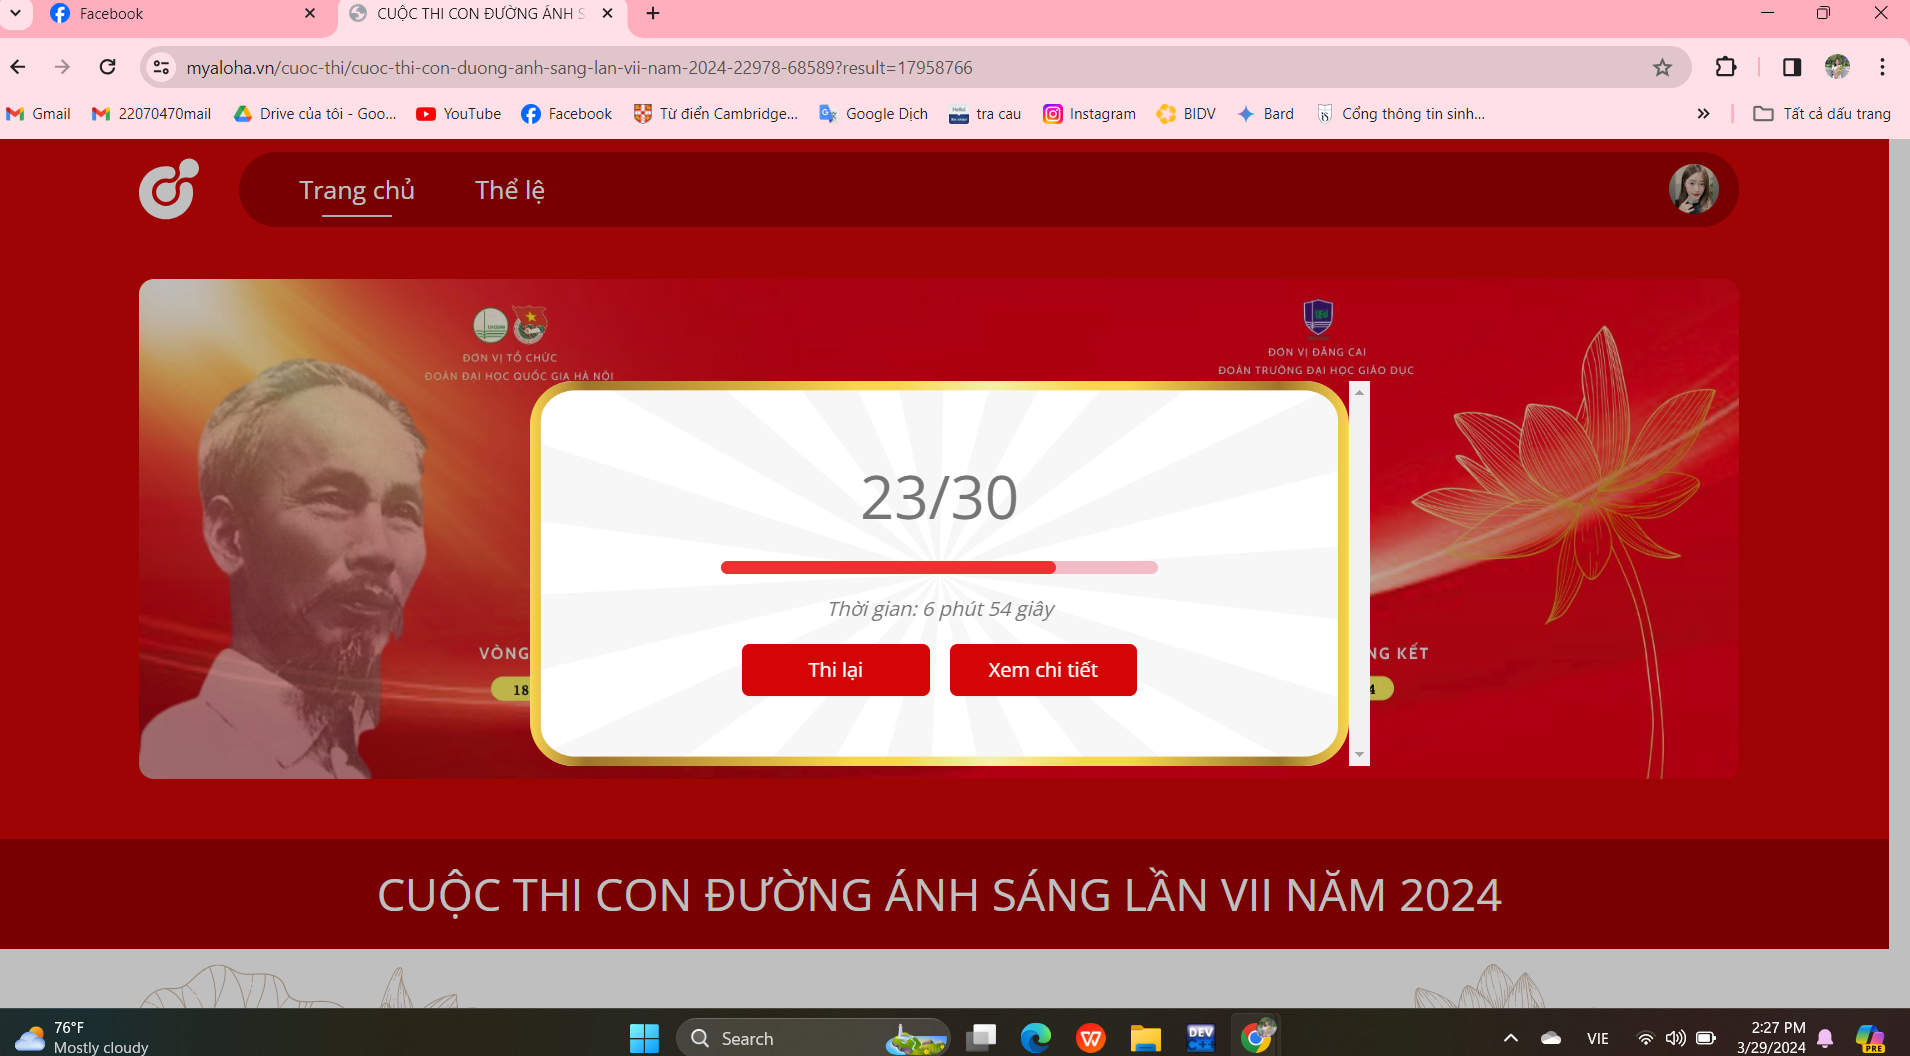 Facebook
CUỘC THI CON ĐƯỜNG ÁNH S
myaloha.vn/cuoc-thi/cuoc-thi-con-duong-anh-sang-lan-vii-nam-2024-22978-68589?result=17958766
Gmail
22070470mail
Drive của tôi - Goo...
YouTube
Facebook
Từ điển Cambridge...
Google Dịch
tra cau
Instagram
BIDV
Bard
Cổng thông tin sinh...
Tất cả dấu trang
Trang chủ
Thể lệ
ĐƠN VỊ TỔ CHỨC
ĐOÀN ĐẠI HỌC QUỐC GIA HÀ NỘI
ĐƠN VỊ ĐĂNG CAI
ĐOÀN TRƯỜNG ĐẠI HỌC GIÁO DỤC
23/30
Thời gian: 6 phút 54 giây
VÒNG
NG KẾT
18
4
Thi lại
Xem chi tiết
CUỘC THI CON ĐƯỜNG ÁNH SÁNG LẦN VII NĂM 2024
76°F
Mostly cloudy
Search
DEV
C++
VIE
2:27 PM
3/29/2024
PRE